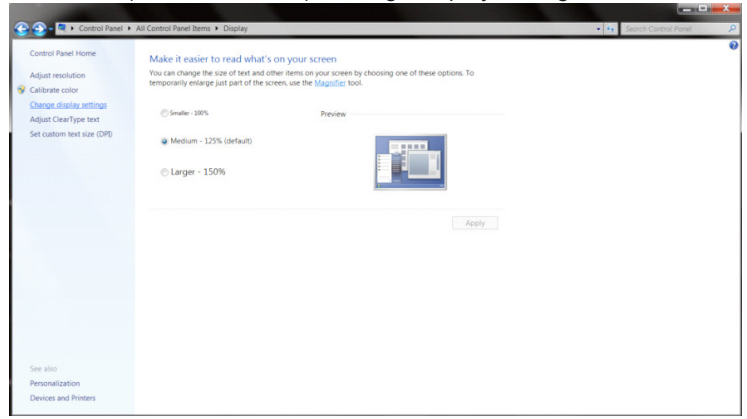 Control Panel ▸ All Control Panel Items ▸ Display
Search Control Panel
Control Panel Home
Adjust resolution
Calibrate color
Change display settings
Adjust ClearType text
Set custom text size (DPI)
See also
Personalization
Devices and Printers
Make it easier to read what's on your screen
You can change the size of text and other items on your screen by choosing one of these options. To
temporarily enlarge just part of the screen, use the Magnifier tool.
Smaller - 100%
Preview
Medium - 125% (default)
Larger - 150%
Apply